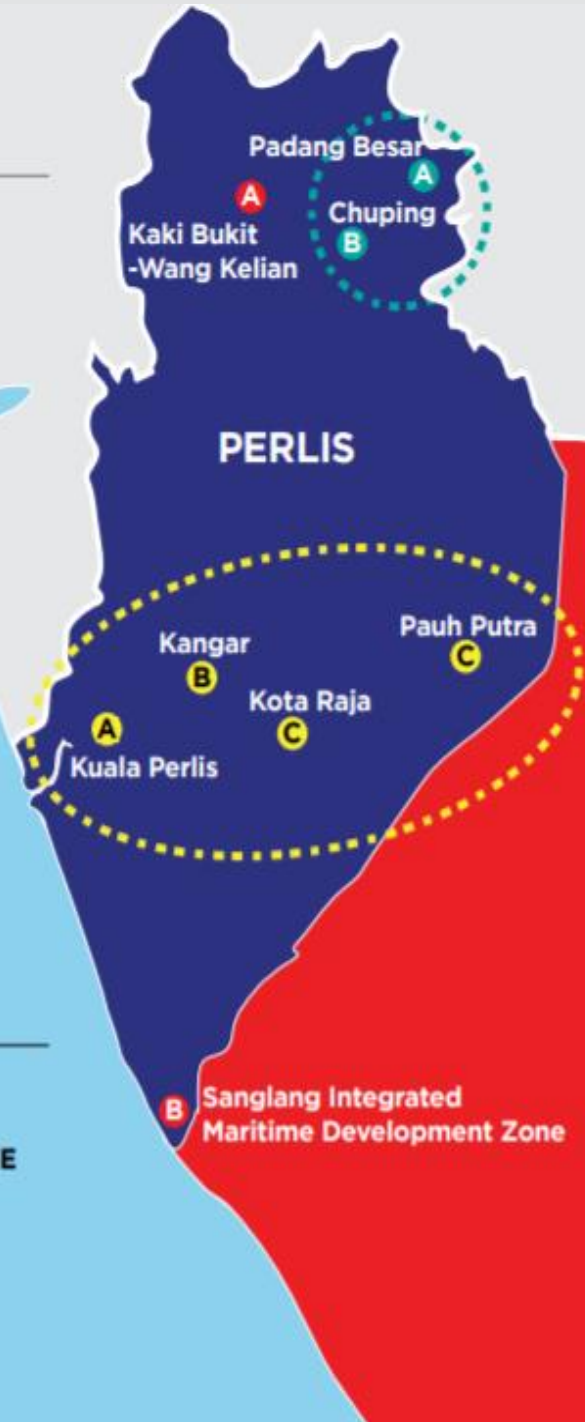 Padang Besar
A
A
Chuping
B
Kaki Bukit
-Wang Kelian
PERLIS
Pauh Putra
C
Kangar
B
Kota Raja
C
A
Kuala Perlis
B
Sanglang Integrated
Maritime Development Zone
E